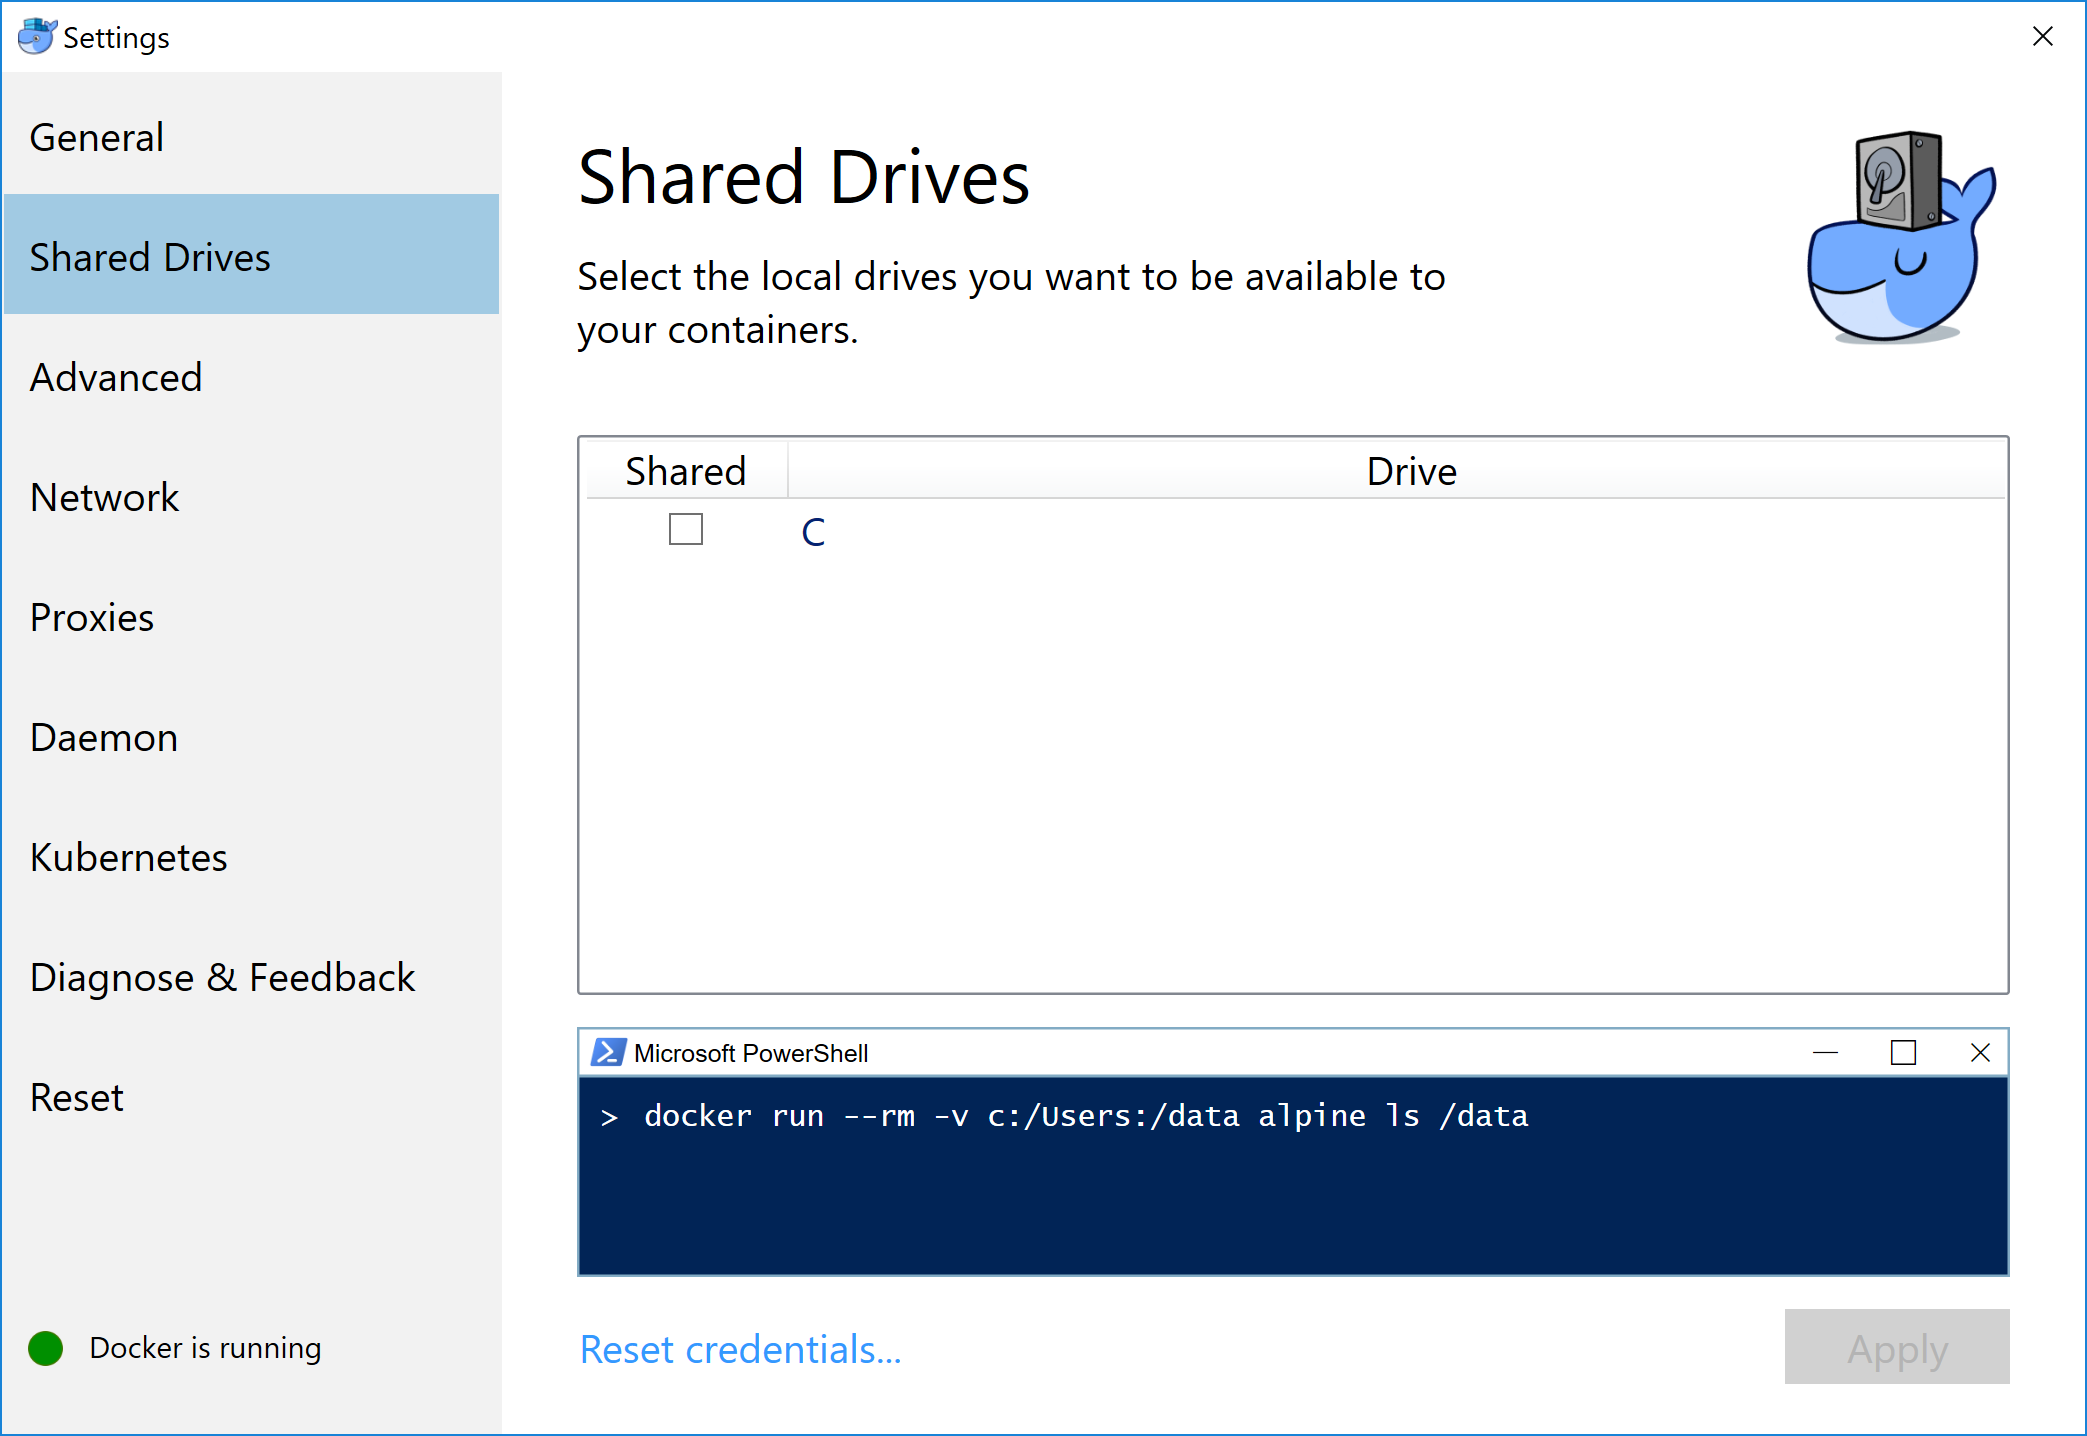 Settings
General
Shared Drives
Advanced
Network
Proxies
Daemon
Kubernetes
Diagnose & Feedback
Reset
Docker is running
Shared Drives
Select the local drives you want to be available to
your containers.
Shared Drive
C
Microsoft PowerShell
> docker run --rm -v c:/Users:/data alpine ls /data
Reset credentials...
Apply